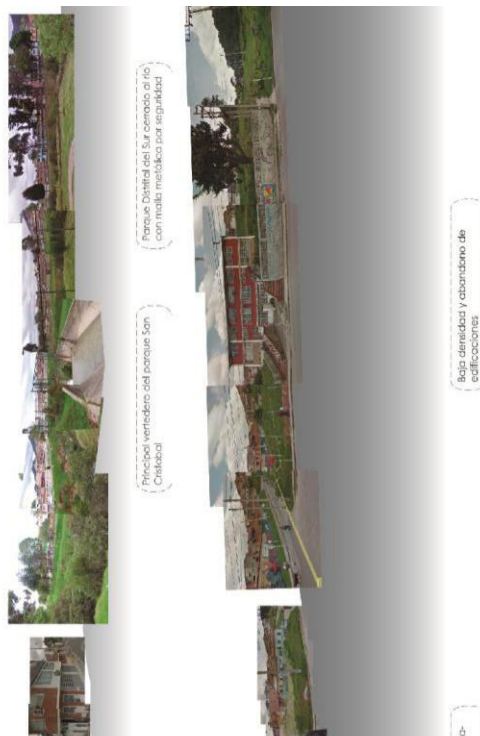 Parque Distrital del Sur cerrado al río
con malla metálica por seguridad
Principal vertedero del parque San
Cristobal
Baja densidad y abandono de
edificaciones
a-